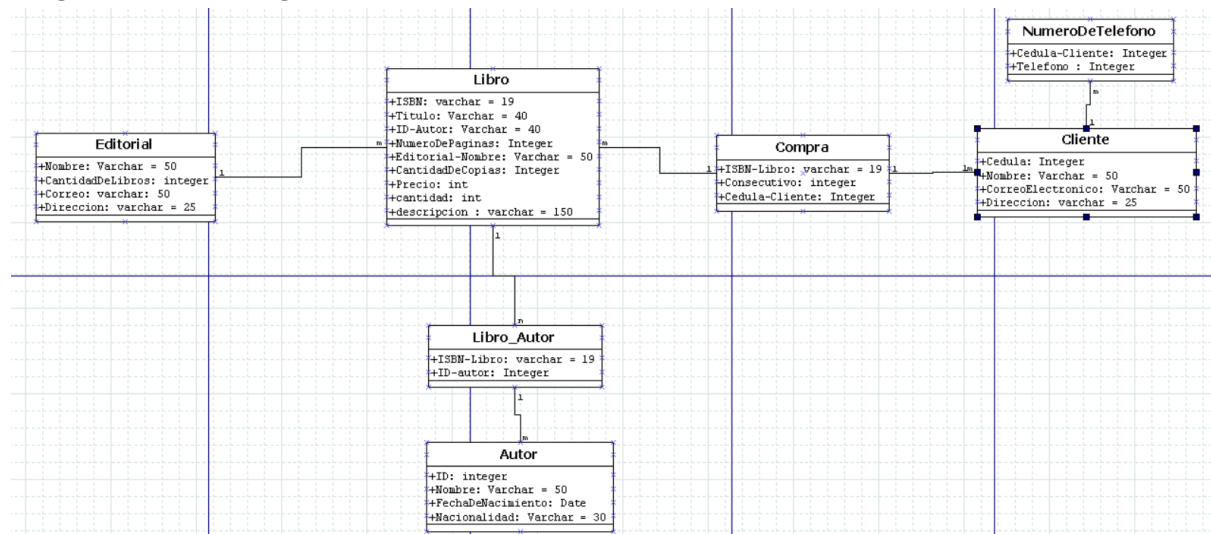 NumeroDeTelefono
+Cedula-Cliente: Integer
+Telefono : Integer
m
1
Libro
+ISBN: varchar = 19
+Titulo: Varchar = 40
+ID-Autor: Varchar = 40
+NumeroDePaginas: Integer
+Editorial-Nombre: Varchar = 50
+CantidadDeCopias: Integer
+Precio: int
+cantidad: int
+descripcion : varchar = 150
Editorial
+Nombre: Varchar = 50
+CantidadDeLibros: integer
+Correo: varchar: 50
+Direccion: varchar = 25
1
m
m
1
Compra
+ISBN-Libro: varchar = 19
+Consecutivo: integer
+Cedula-Cliente: Integer
1
1m
Cliente
+Cedula: Integer
+Nombre: Varchar = 50
+CorreoElectronico: Varchar = 50
+Direccion: varchar = 25
1
m
Libro_Autor
+ISBN-Libro: varchar = 19
+ID-autor: Integer
1
m
Autor
+ID: integer
+Nombre: Varchar = 50
+FechaDeNacimiento: Date
+Nacionalidad: Varchar = 30